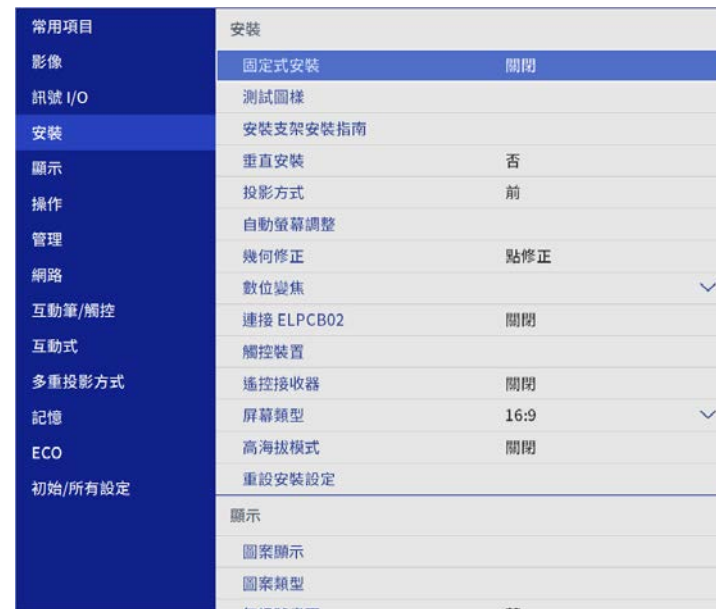 常用項目
影像
訊號 I/O
安裝
顯示
操作
管理
網路
互動筆/觸控
互動式
多重投影方式
記憶
ECO
初始/所有設定
安裝
固定式安裝 關閉
測試圖樣
安裝支架安裝指南
垂直安裝 否
投影方式 前
自動螢幕調整
幾何修正 點修正
數位變焦
連接 ELPCB02 關閉
觸控裝置
遙控接收器 關閉
屏幕類型 16:9
高海拔模式 關閉
重設安裝設定
顯示
圖案顯示
圖案類型